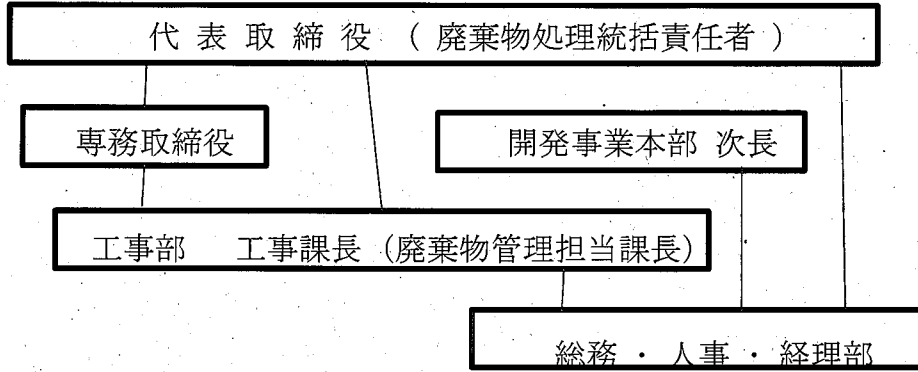 代 表 取 締 役 ( 廃棄物処理統括責任者 )
専務取締役
開発事業本部 次長
工事部 工事課長 (廃棄物管理担当課長)
総務 ・ 人事 ・ 経理部